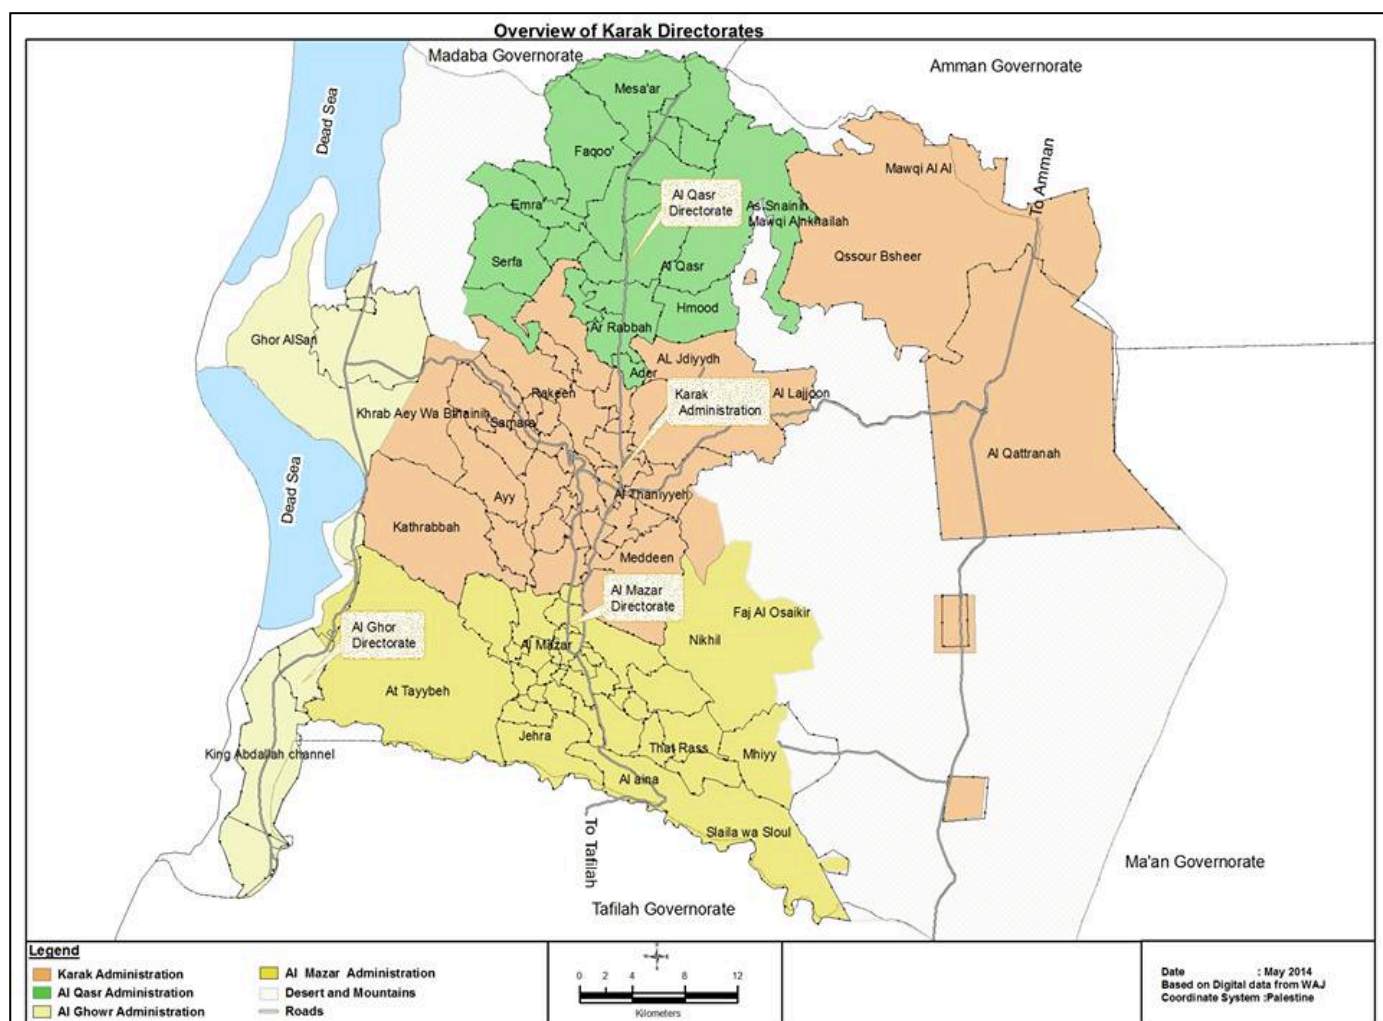 Overview of Karak Directorates
Madaba Governorate
Amman Governorate
Dead Sea
Mesa'ar
Faqoo'
Mawqi Al Al
To Amman
Al Qasr
Directorate
Emra'
As Snainih
Mawqi Alnkhailah
Serfa
Al Qasr
Qssour Bsheer
Hmood
Ghor AlSafi
Ar Rabbah
AL Jdiyydh
Ader
Rakeen
Karak
Administration
Al Lajjoon
Khrab Aey Wa Bthainih
Samara
Al Qattranah
Dead Sea
Ayy
Al Thaniyyeh
Kathrabbah
Meddeen
Al Mazar
Directorate
Faj Al Osaikir
Al Ghor
Directorate
Nikhil
Al Mazar
At Tayybeh
Jehra
That Rass
Mhiyy
King Abdallah channel
Al aina
To Tafilah
Slaila wa Sloul
Ma'an Governorate
Tafilah Governorate
Legend
Karak Administration
Al Qasr Administration
Al Ghowr Administration
Al Mazar Administration
Desert and Mountains
Roads
0 2 4 8 12
Kilometers
Date : May 2014
Based on Digital data from WAJ
Coordinate System :Palestine